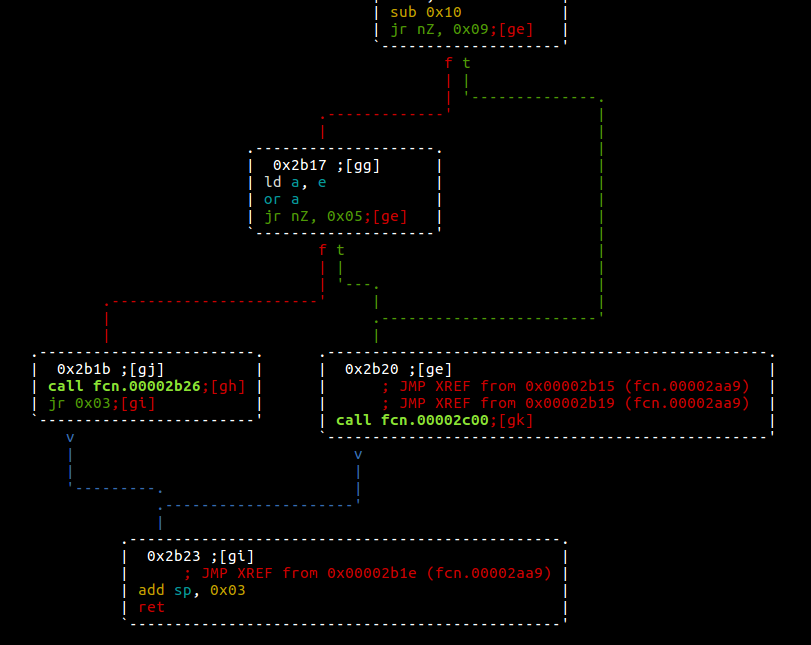 sub 0x10
jr nZ, 0x09;[ge]
f t
0x2b17 ;[gg]
ld a, e
or a
jr nZ, 0x05;[ge]
f t
0x2b1b ;[gj]
call fcn.00002b26;[gh]
jr 0x03;[gi]
v
0x2b20 ;[ge]
; JMP XREF from 0x00002b15 (fcn.00002aa9)
; JMP XREF from 0x00002b19 (fcn.00002aa9)
call fcn.00002c00;[gk]
v
0x2b23 ;[gi]
; JMP XREF from 0x00002b1e (fcn.00002aa9)
add sp, 0x03
ret